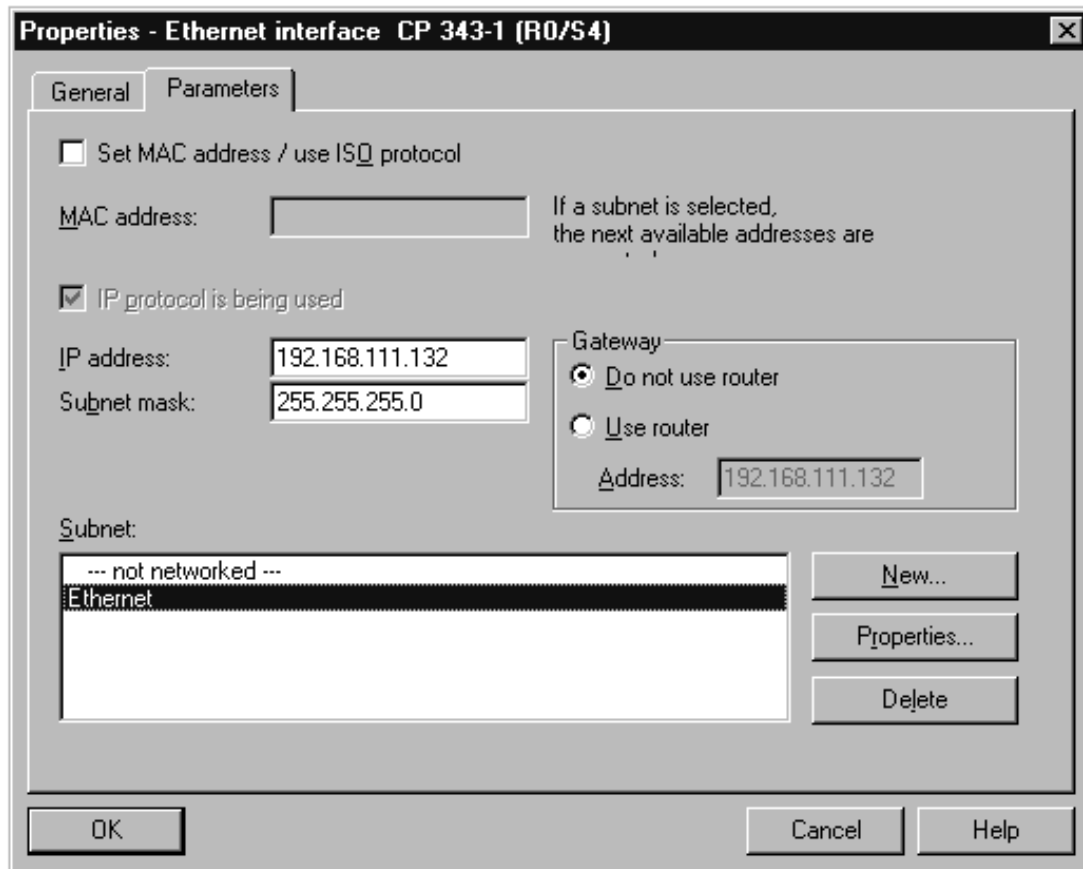 Properties - Ethernet interface CP 343-1 (R0/S4)
General
Parameters
Set MAC address / use ISO protocol
MAC address:
If a subnet is selected,
the next available addresses are
IP protocol is being used
IP address:
192.168.111.132
Subnet mask:
255.255.255.0
Gateway
Do not use router
Use router
Address:
192.168.111.132
Subnet:
--- not networked ---
Ethernet
New...
Properties...
Delete
OK
Cancel
Help